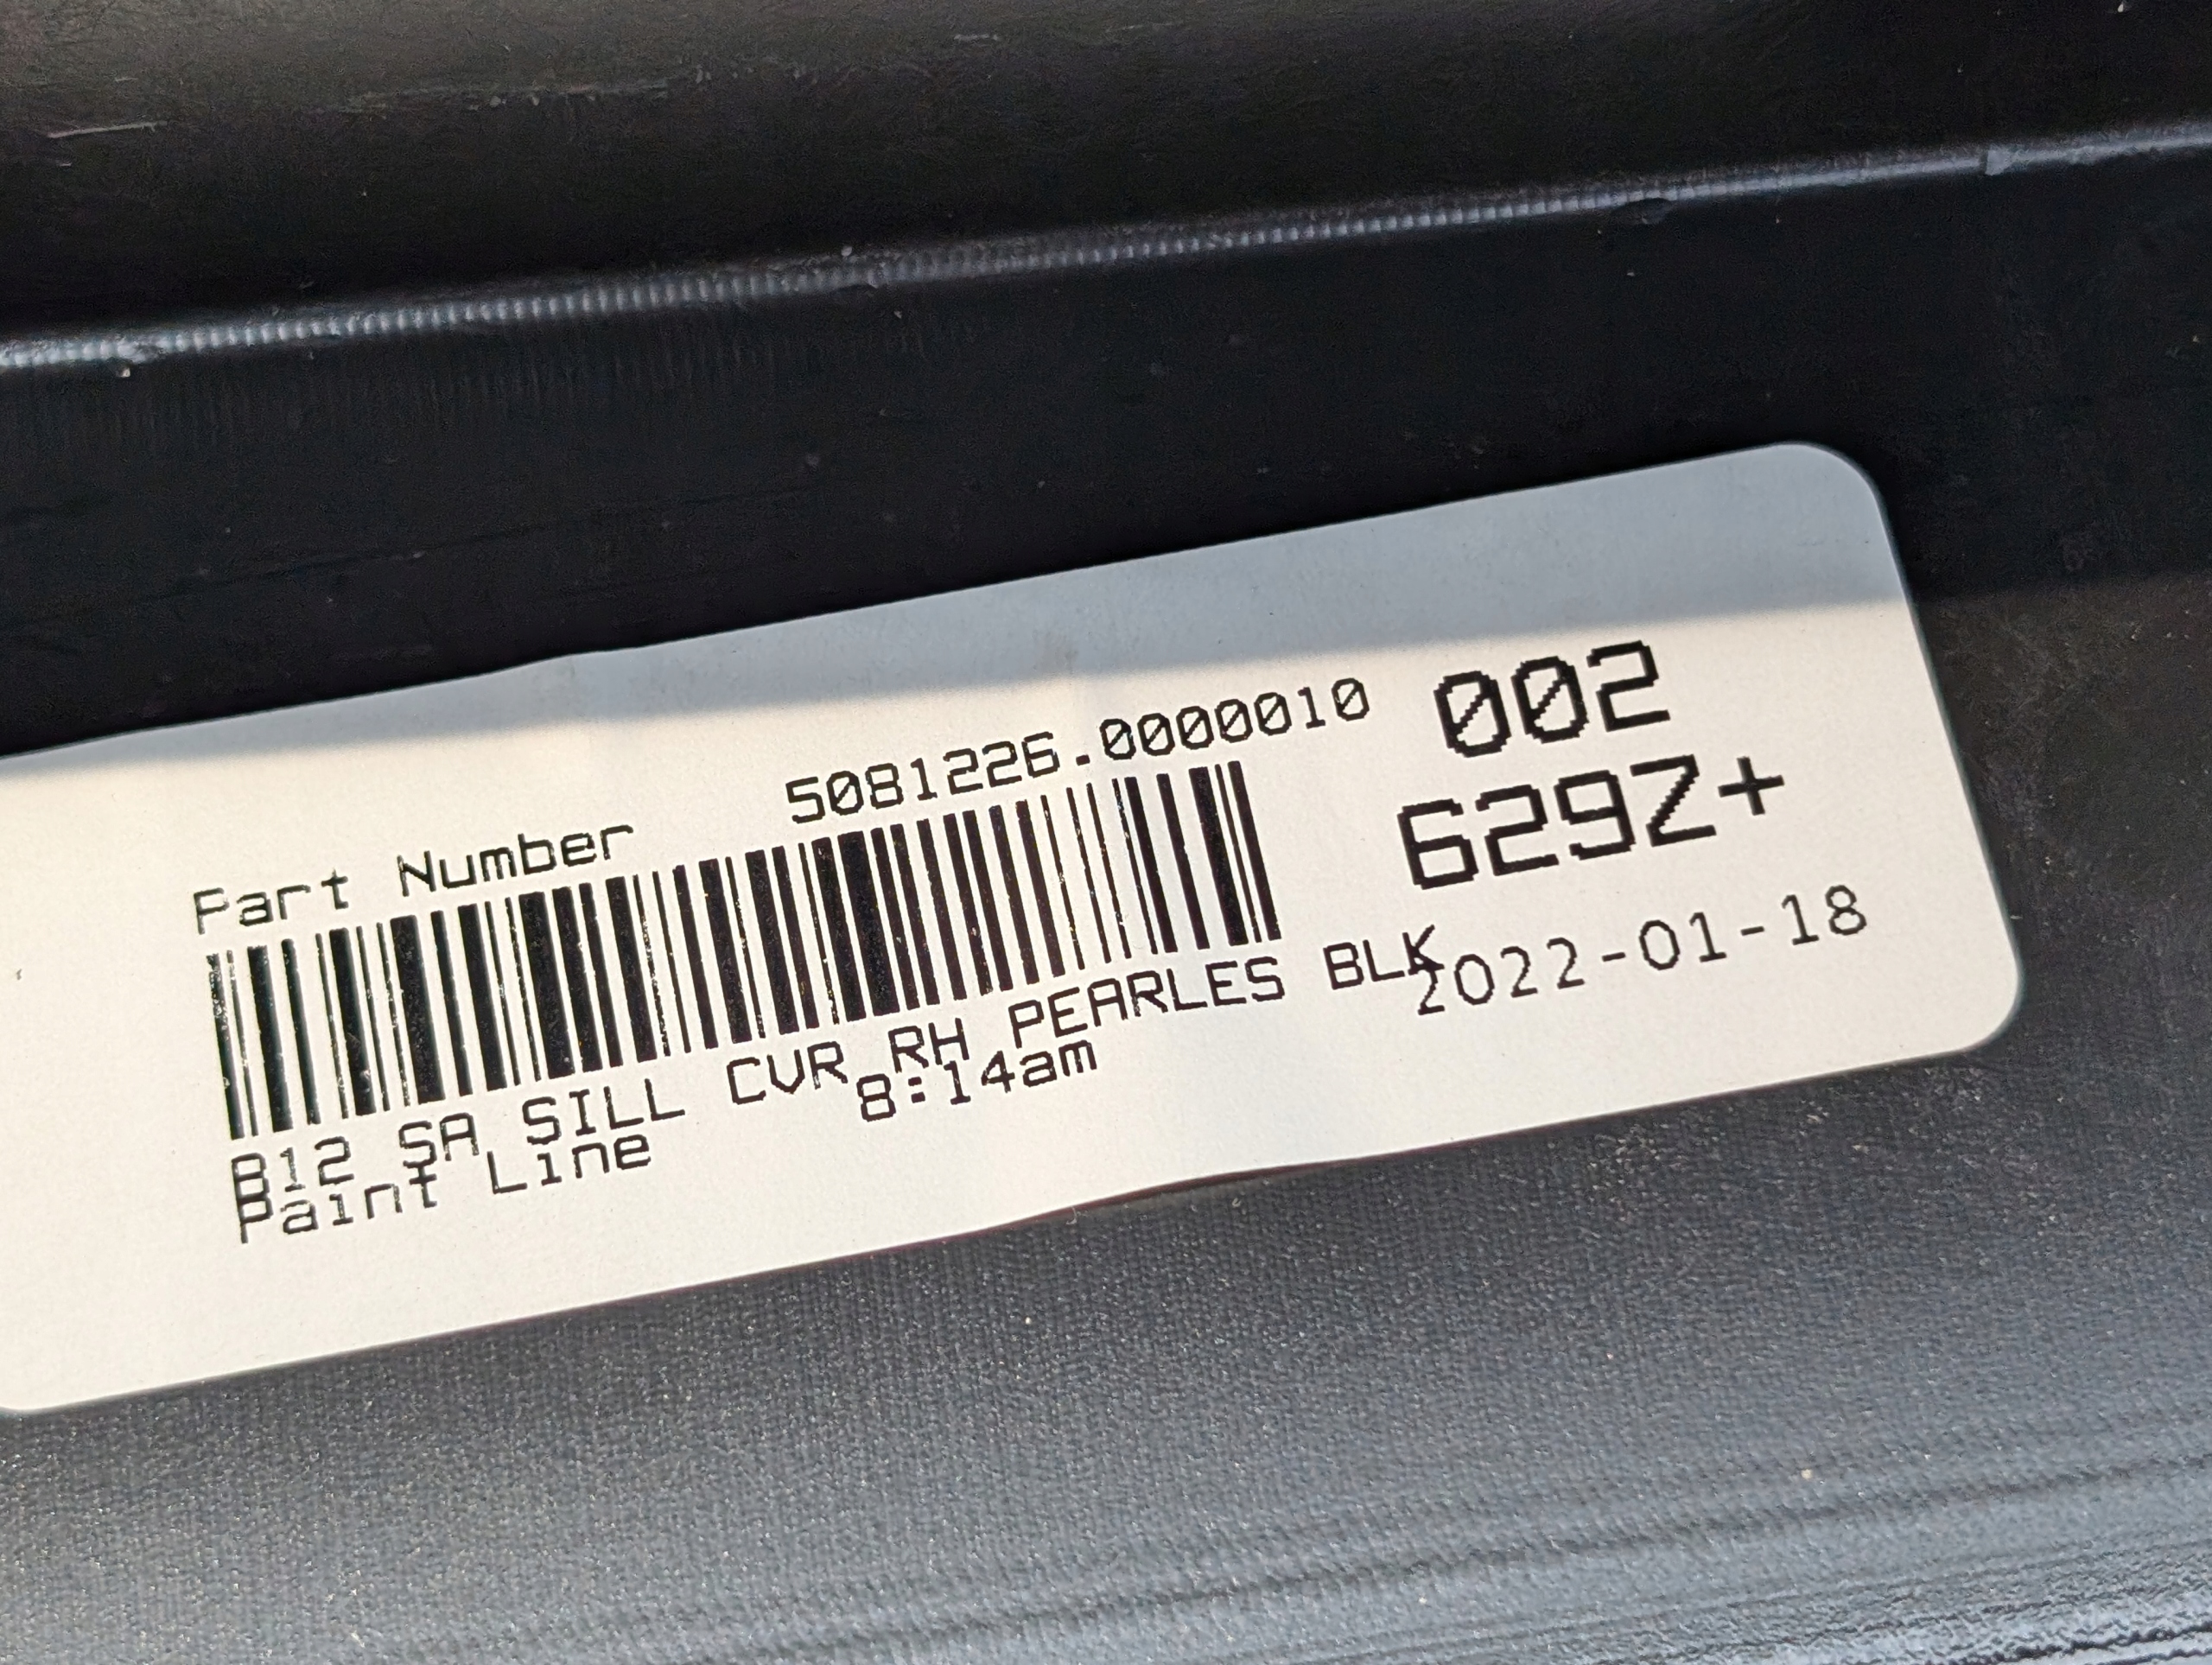 Part Number 5081226.0000010 002
629Z+
B12 SA SILL CVR RH PEARLES BLK 2022-01-18
Paint Line 8:14am